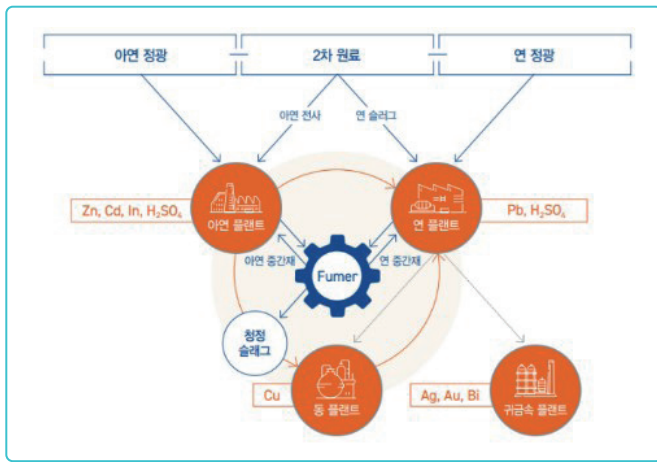 아연 정광
2차 원료
연 정광
아연 전사
연 슬러그
Zn, Cd, In, H₂SO₄
아연 플랜트
연 플랜트
Pb, H₂SO₄
아연 중간재
Fumer
연 중간재
청정
슬래그
Cu
동 플랜트
Ag, Au, Bi
귀금속 플랜트